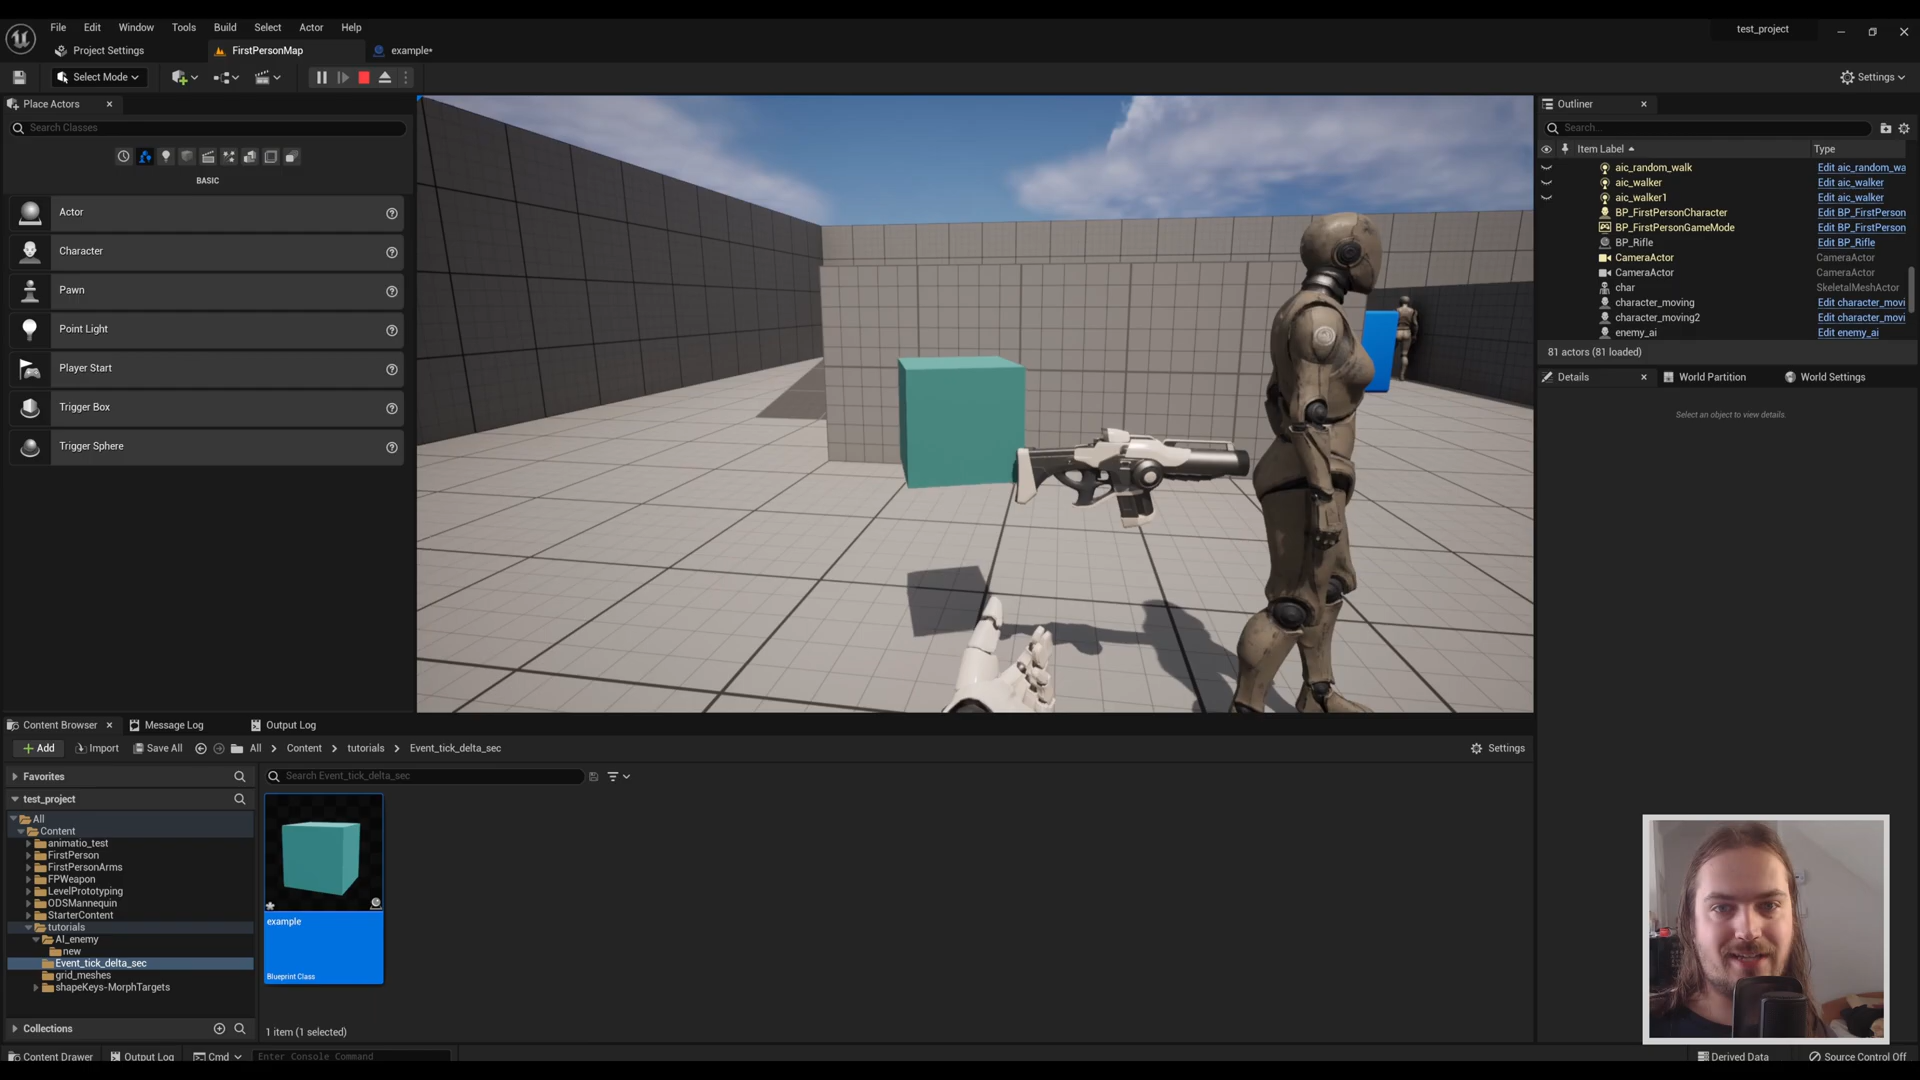 File Edit Window Tools Build Select Actor Help
test_project
Project Settings
FirstPersonMap
example*
Select Mode
Settings
Place Actors
Search Classes
BASIC
Actor
Character
Pawn
Point Light
Player Start
Trigger Box
Trigger Sphere
Outliner
Search...
Item Label
Type
aic_random_walk Edit aic_random_wa
aic_walker Edit aic_walker
aic_walker1 Edit aic_walker
BP_FirstPersonCharacter Edit BP_FirstPerson
BP_FirstPersonGameMode Edit BP_FirstPerson
BP_Rifle Edit BP_Rifle
CameraActor CameraActor
CameraActor CameraActor
char SkeletalMeshActor
character_moving Edit character_movi
character_moving2 Edit character_movi
enemy_ai Edit enemy_ai
81 actors (81 loaded)
Details
World Partition
World Settings
Select an object to view details.
Content Browser
Message Log
Output Log
Add
Import
Save All
All > Content > tutorials > Event_tick_delta_sec
Settings
Favorites
Search Event_tick_delta_sec
test_project
All
Content
animatio_test
FirstPerson
FirstPersonArms
FPWeapon
LevelPrototyping
ODSMannequin
StarterContent
tutorials
AI_enemy
new
Event_tick_delta_sec
grid_meshes
shapeKeys-MorphTargets
Collections
example
Blueprint Class
1 item (1 selected)
Content Drawer
Output Log
Cmd
Enter Console Command
Derived Data
Source Control Off